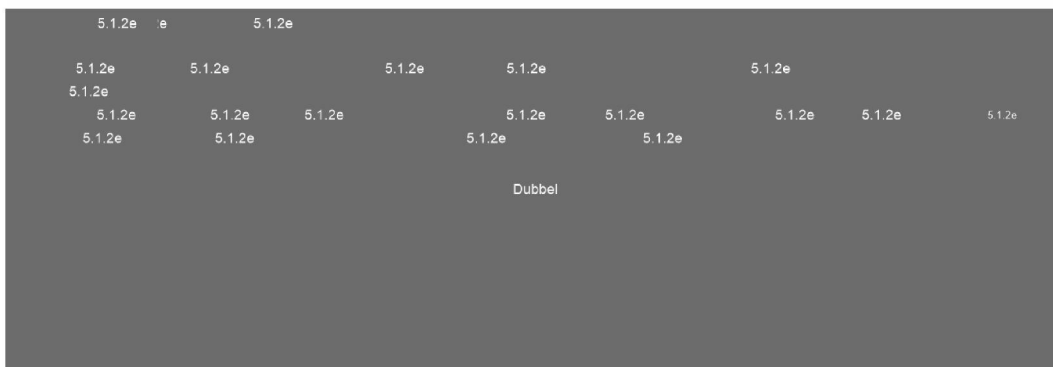 5.1.2e :e 5.1.2e
5.1.2e 5.1.2e 5.1.2e 5.1.2e 5.1.2e
5.1.2e
5.1.2e 5.1.2e 5.1.2e 5.1.2e 5.1.2e 5.1.2e 5.1.2e 5.1.2e
5.1.2e 5.1.2e 5.1.2e 5.1.2e
Dubbel